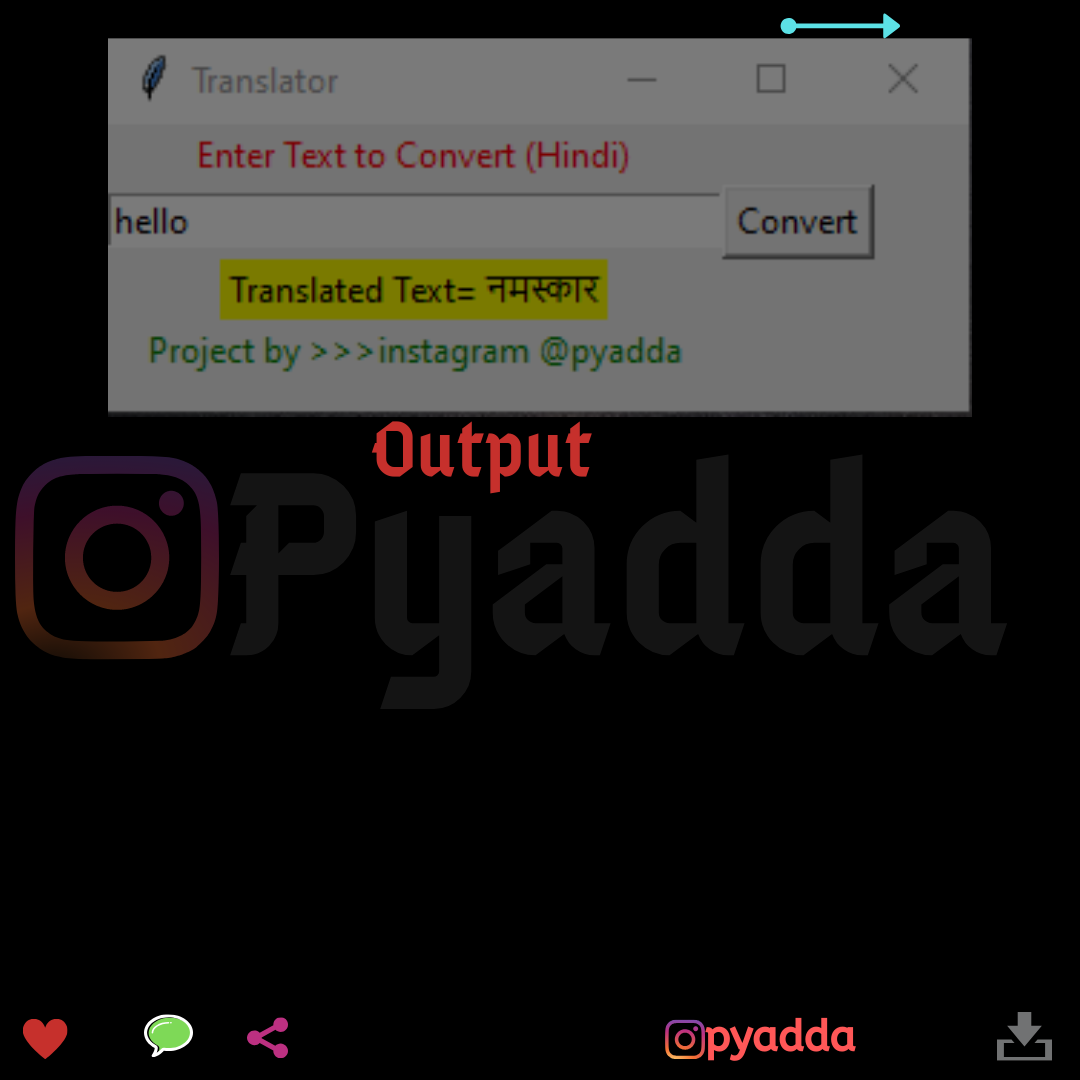 Translator
Enter Text to Convert (Hindi)
hello
Convert
Translated Text= नमस्कार
Project by >>>instagram @pyadda
Output
Pyadda
pyadda